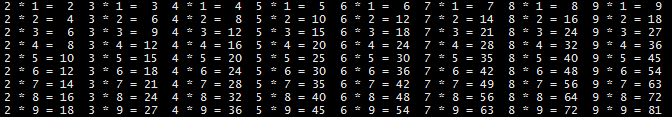 2 * 1 =  2  3 * 1 =  3  4 * 1 =  4  5 * 1 =  5  6 * 1 =  6  7 * 1 =  7  8 * 1 =  8  9 * 1 =  9
2 * 2 =  4  3 * 2 =  6  4 * 2 =  8  5 * 2 = 10  6 * 2 = 12  7 * 2 = 14  8 * 2 = 16  9 * 2 = 18
2 * 3 =  6  3 * 3 =  9  4 * 3 = 12  5 * 3 = 15  6 * 3 = 18  7 * 3 = 21  8 * 3 = 24  9 * 3 = 27
2 * 4 =  8  3 * 4 = 12  4 * 4 = 16  5 * 4 = 20  6 * 4 = 24  7 * 4 = 28  8 * 4 = 32  9 * 4 = 36
2 * 5 = 10  3 * 5 = 15  4 * 5 = 20  5 * 5 = 25  6 * 5 = 30  7 * 5 = 35  8 * 5 = 40  9 * 5 = 45
2 * 6 = 12  3 * 6 = 18  4 * 6 = 24  5 * 6 = 30  6 * 6 = 36  7 * 6 = 42  8 * 6 = 48  9 * 6 = 54
2 * 7 = 14  3 * 7 = 21  4 * 7 = 28  5 * 7 = 35  6 * 7 = 42  7 * 7 = 49  8 * 7 = 56  9 * 7 = 63
2 * 8 = 16  3 * 8 = 24  4 * 8 = 32  5 * 8 = 40  6 * 8 = 48  7 * 8 = 56  8 * 8 = 64  9 * 8 = 72
2 * 9 = 18  3 * 9 = 27  4 * 9 = 36  5 * 9 = 45  6 * 9 = 54  7 * 9 = 63  8 * 9 = 72  9 * 9 = 81